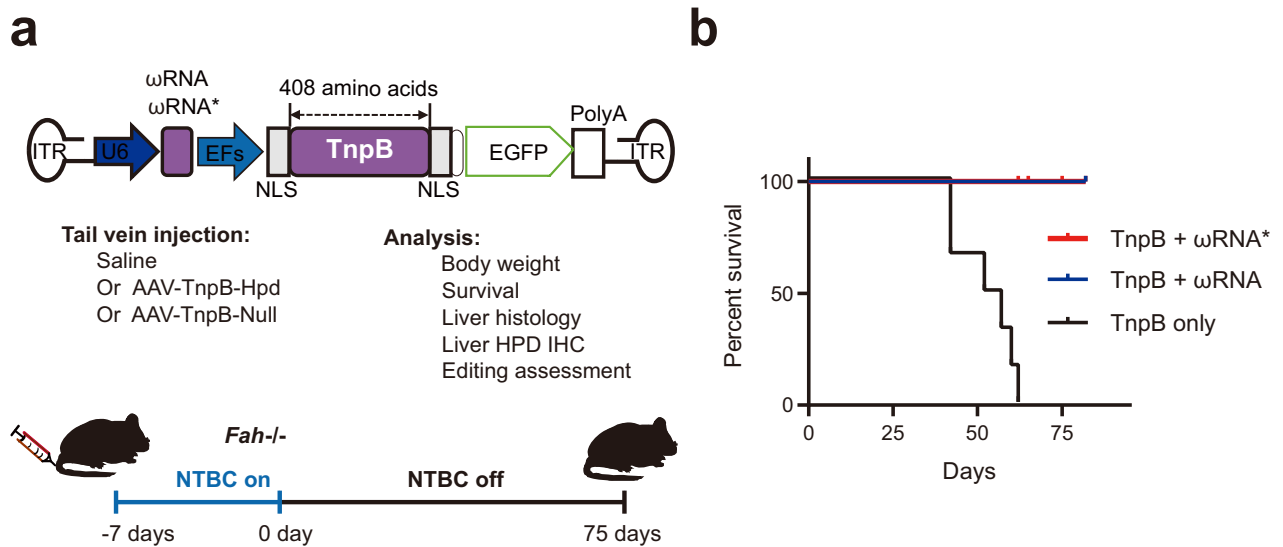 a
ωRNA
ωRNA*
408 amino acids
PolyA
ITR
U6
EFs
TnpB
EGFP
ITR
NLS
NLS
Tail vein injection:
Saline
Or AAV-TnpB-Hpd
Or AAV-TnpB-Null
Analysis:
Body weight
Survival
Liver histology
Liver HPD IHC
Editing assessment
Fah-/-
NTBC on
NTBC off
-7 days
0 day
75 days
b
Percent survival
100
50
0
0
25
50
75
Days
TnpB + ωRNA*
TnpB + ωRNA
TnpB only